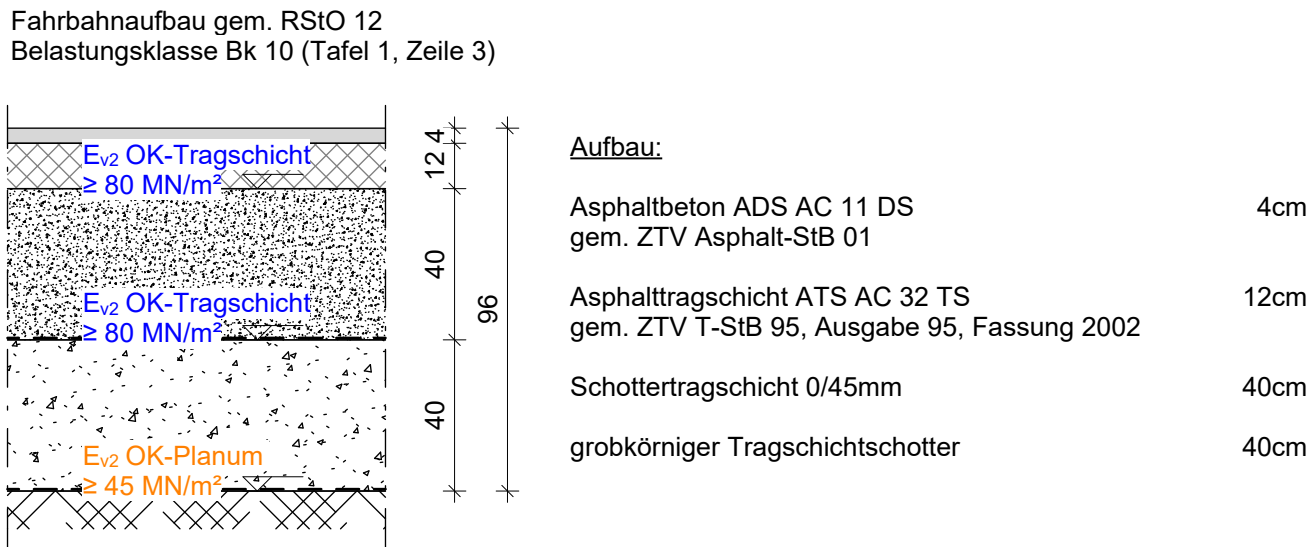 Fahrbahnaufbau gem. RStO 12
Belastungsklasse Bk 10 (Tafel 1, Zeile 3)
Ev2 OK-Tragschicht
≥ 80 MN/m²
Ev2 OK-Tragschicht
≥ 80 MN/m²
Ev2 OK-Planum
≥ 45 MN/m²
4
12
40
40
96
Aufbau:
Asphaltbeton ADS AC 11 DS 4cm
gem. ZTV Asphalt-StB 01
Asphalttragschicht ATS AC 32 TS 12cm
gem. ZTV T-StB 95, Ausgabe 95, Fassung 2002
Schottertragschicht 0/45mm 40cm
grobkörniger Tragschichtschotter 40cm